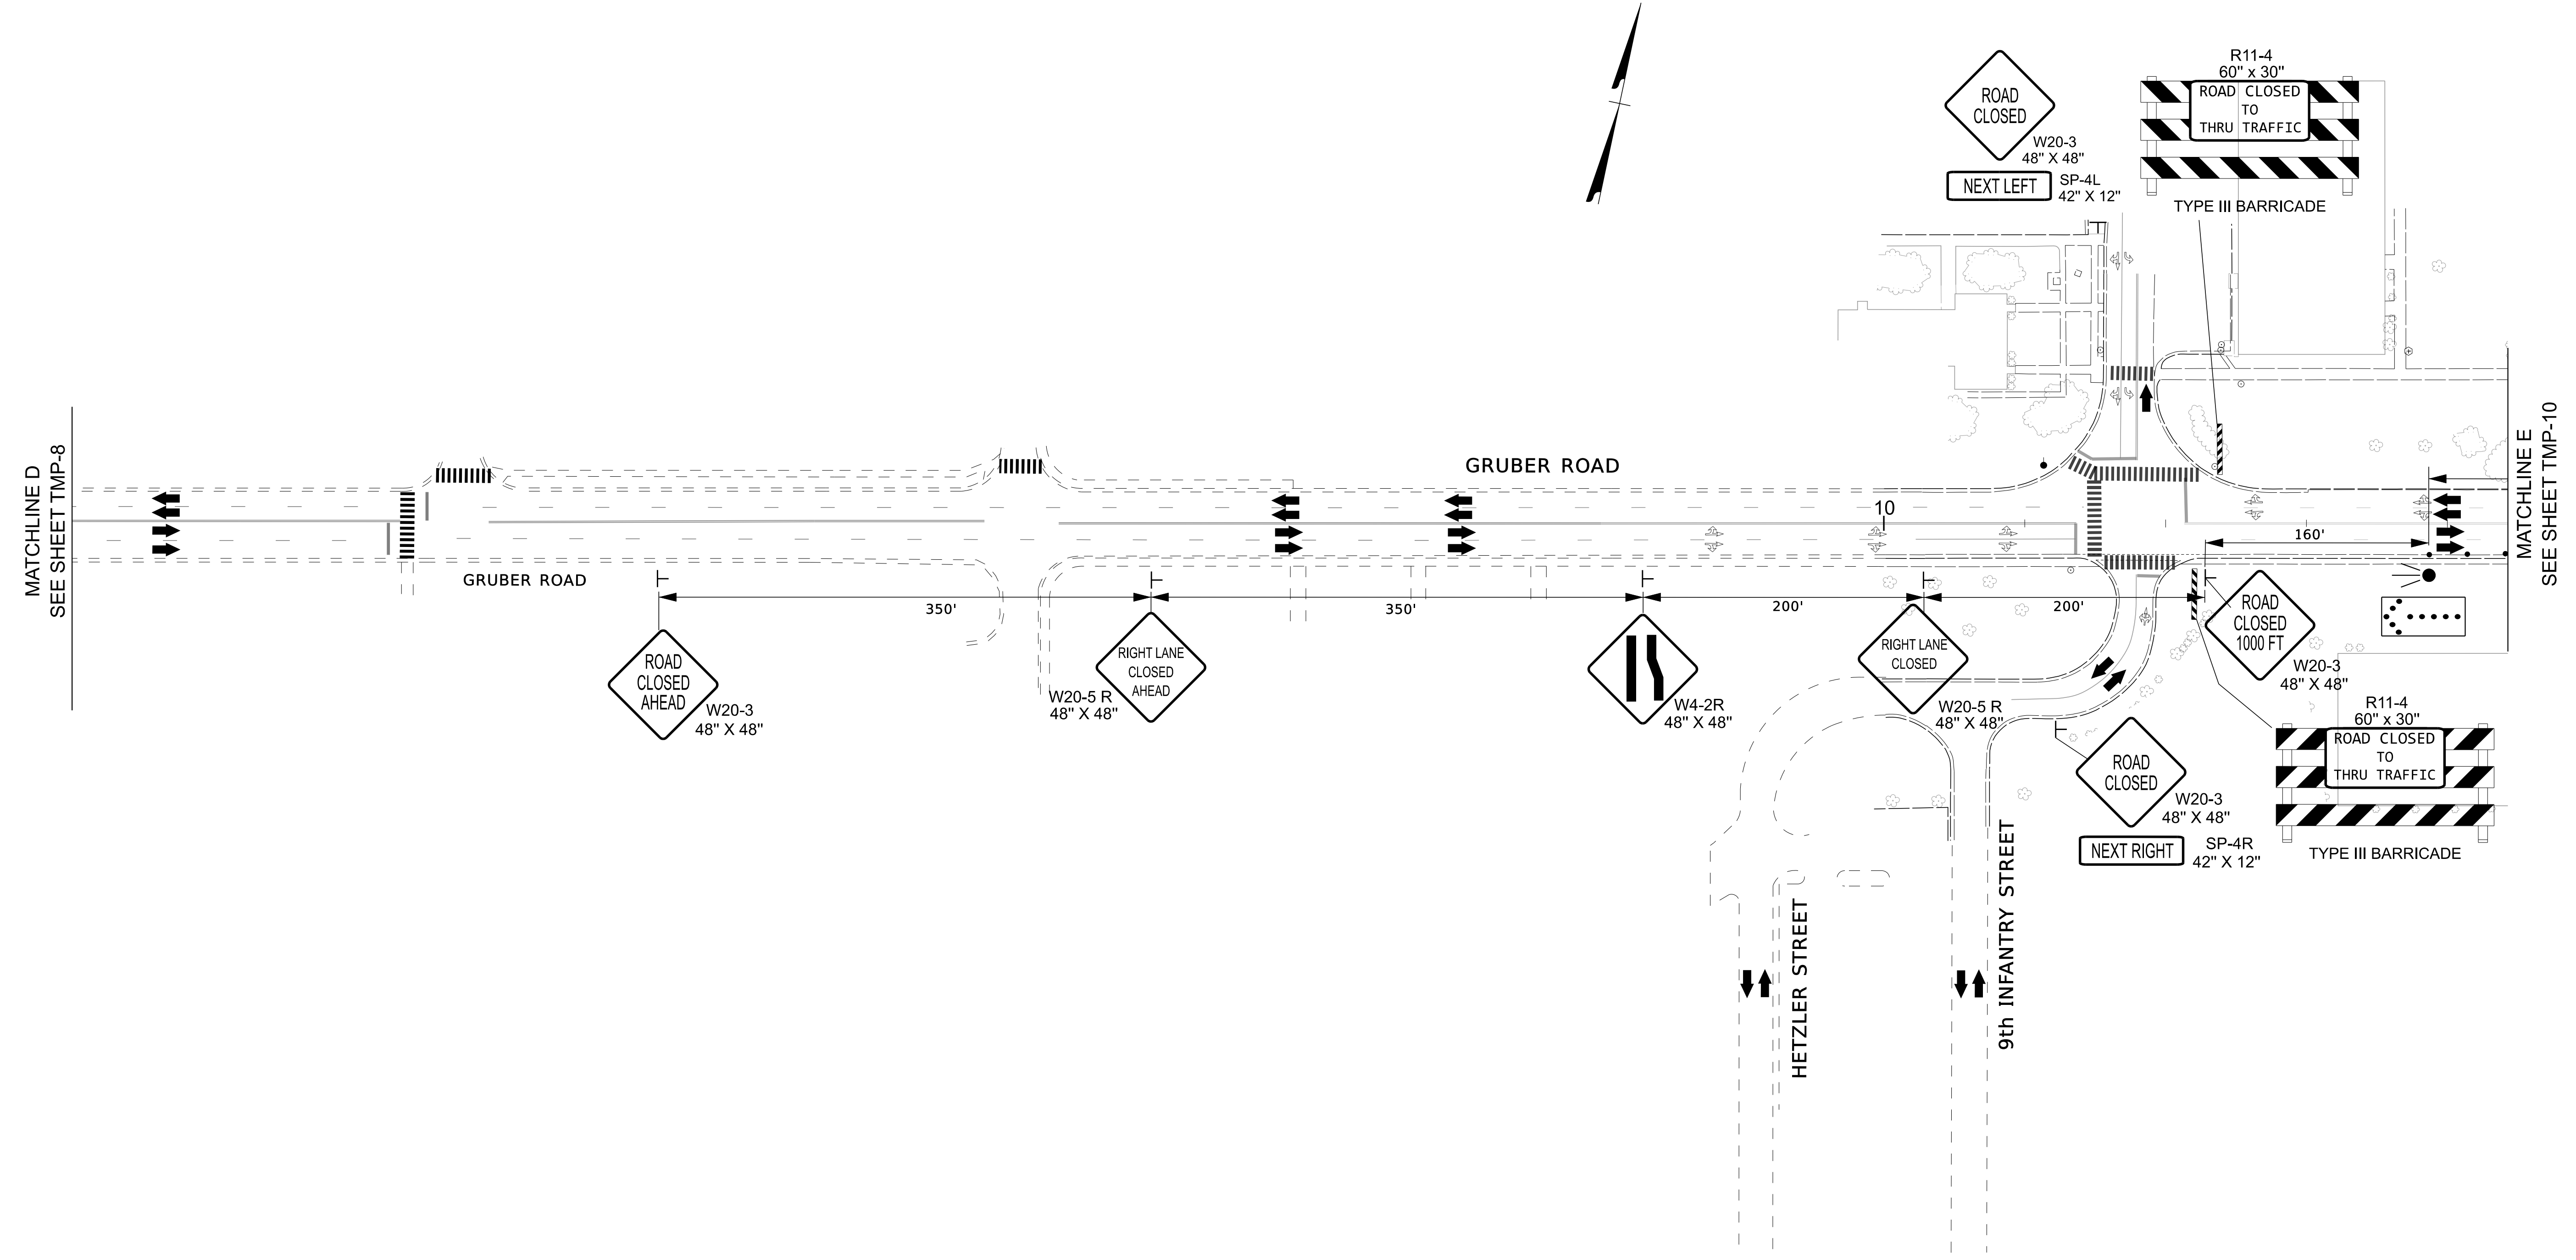 R11-4
60" x 30"
ROAD CLOSED
TO
THRU TRAFFIC
TYPE III BARRICADE
ROAD
CLOSED
W20-3
48" X 48"
NEXT LEFT
SP-4L
42" X 12"
MATCHLINE D
SEE SHEET TMP-8
MATCHLINE E
SEE SHEET TMP-10
GRUBER ROAD
10
160'
GRUBER ROAD
350'
350'
200'
200'
ROAD
CLOSED
AHEAD
W20-3
48" X 48"
RIGHT LANE
CLOSED
AHEAD
W20-5 R
48" X 48"
W4-2R
48" X 48"
RIGHT LANE
CLOSED
W20-5 R
48" X 48"
ROAD
CLOSED
1000 FT
W20-3
48" X 48"
R11-4
60" x 30"
ROAD CLOSED
TO
THRU TRAFFIC
TYPE III BARRICADE
ROAD
CLOSED
W20-3
48" X 48"
NEXT RIGHT
SP-4R
42" X 12"
HETZLER STREET
9th INFANTRY STREET